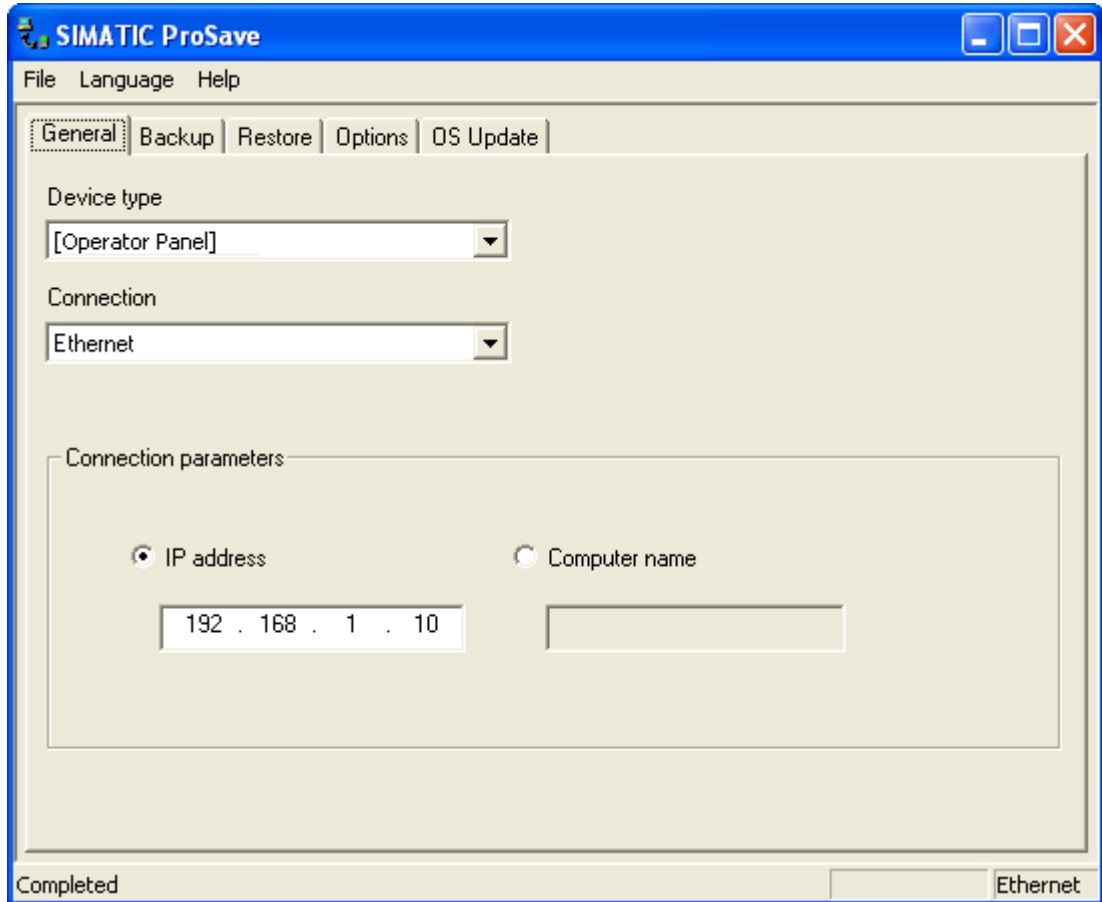 SIMATIC ProSave
File Language Help
General Backup Restore Options OS Update
Device type
[Operator Panel]
Connection
Ethernet
Connection parameters
IP address Computer name
192 . 168 . 1 . 10
Completed Ethernet